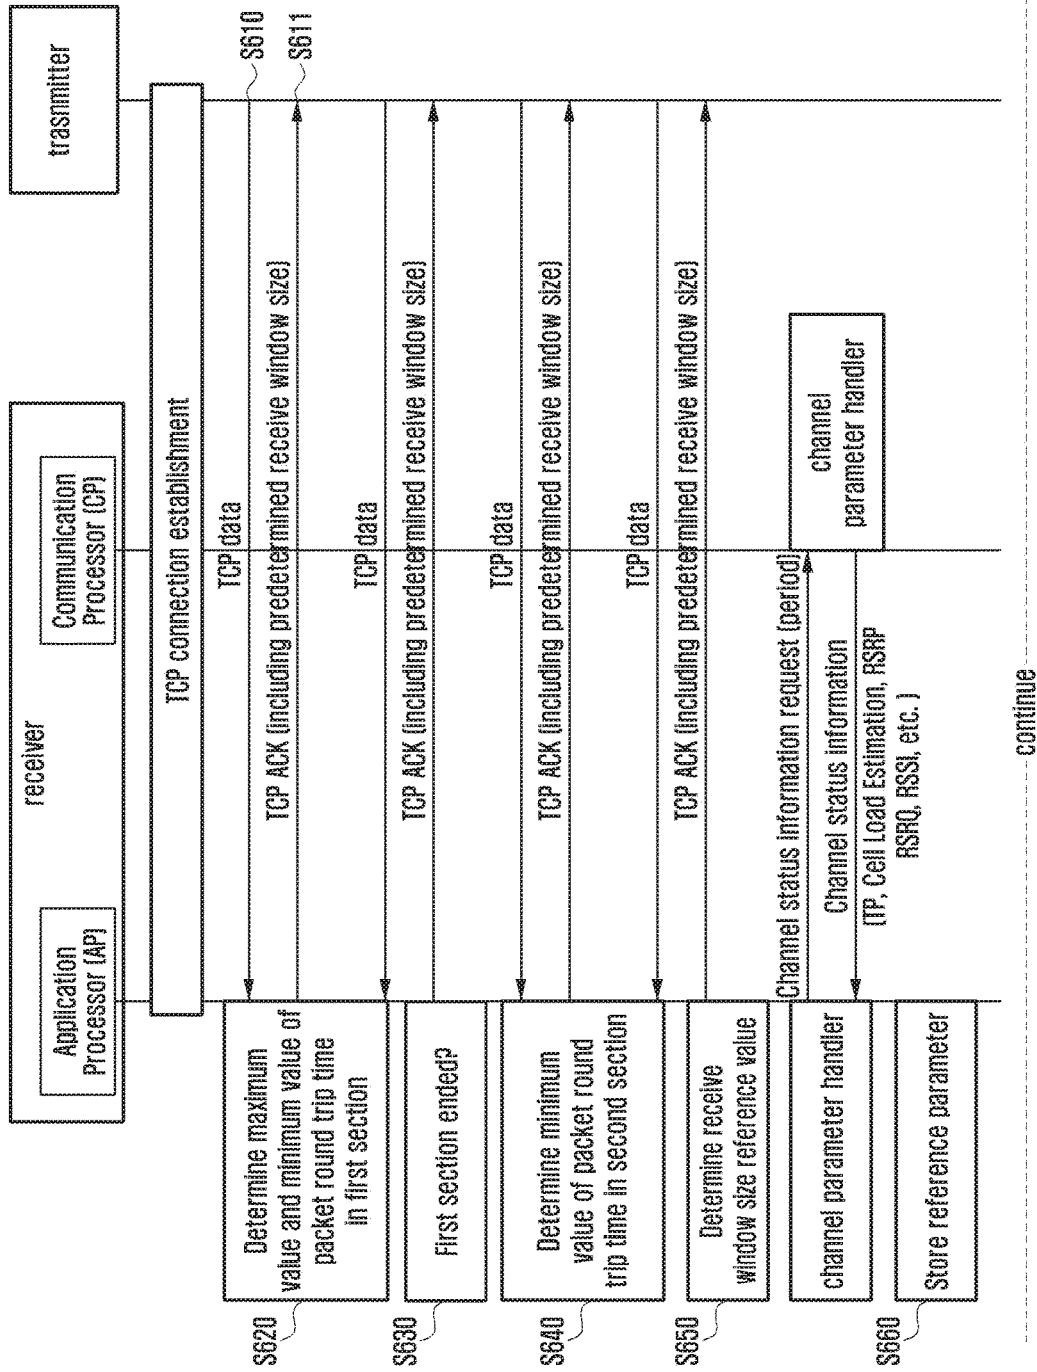 receiver
Application
Processor (AP)
Communication
Processor (CP)
trasnmitter
TCP connection establishment
TCP data
S610
TCP ACK (including predetermined receive window size)
S611
S620
Determine maximum
value and minimum value of
packet round trip time
in first section
TCP data
TCP ACK (including predetermined receive window size)
S630
First section ended?
TCP data
TCP ACK (including predetermined receive window size)
S640
Determine minimum
value of packet round
trip time in second section
TCP data
TCP ACK (including predetermined receive window size)
S650
Determine receive
window size reference value
Channel status information request (period)
channel parameter handler
channel
parameter handler
Channel status information
(TP, Cell Load Estimation, RSRP
RSRQ, RSSI, etc. )
S660
Store reference parameter
continue